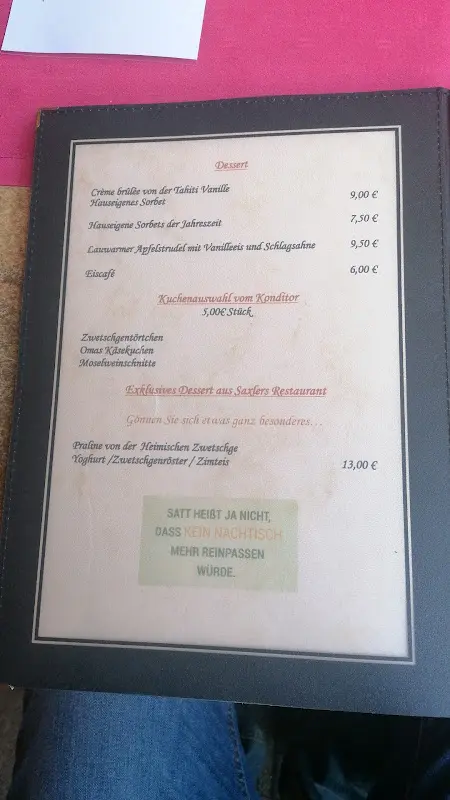 Dessert
Crème brûlée von der Tahiti Vanille
Hauseigenes Sorbet 9,00 €
Hauseigene Sorbets der Jahreszeit 7,50 €
Lauwarmer Apfelstrudel mit Vanilleeis und Schlagsahne 9,50 €
Eiscafé 6,00 €
Kuchenauswahl vom Konditor
5,00€ Stück
Zwetschgentörtchen
Omas Käsekuchen
Moselweinschnitte
Exklusives Dessert aus Saxlers Restaurant
Gönnen Sie sich etwas ganz besonderes…
Praline von der Heimischen Zwetschge
Yoghurt /Zwetschgenröster / Zimteis 13,00 €
SATT HEIẞT JA NICHT,
DASS KEIN NACHTISCH
MEHR REINPASSEN
WÜRDE.